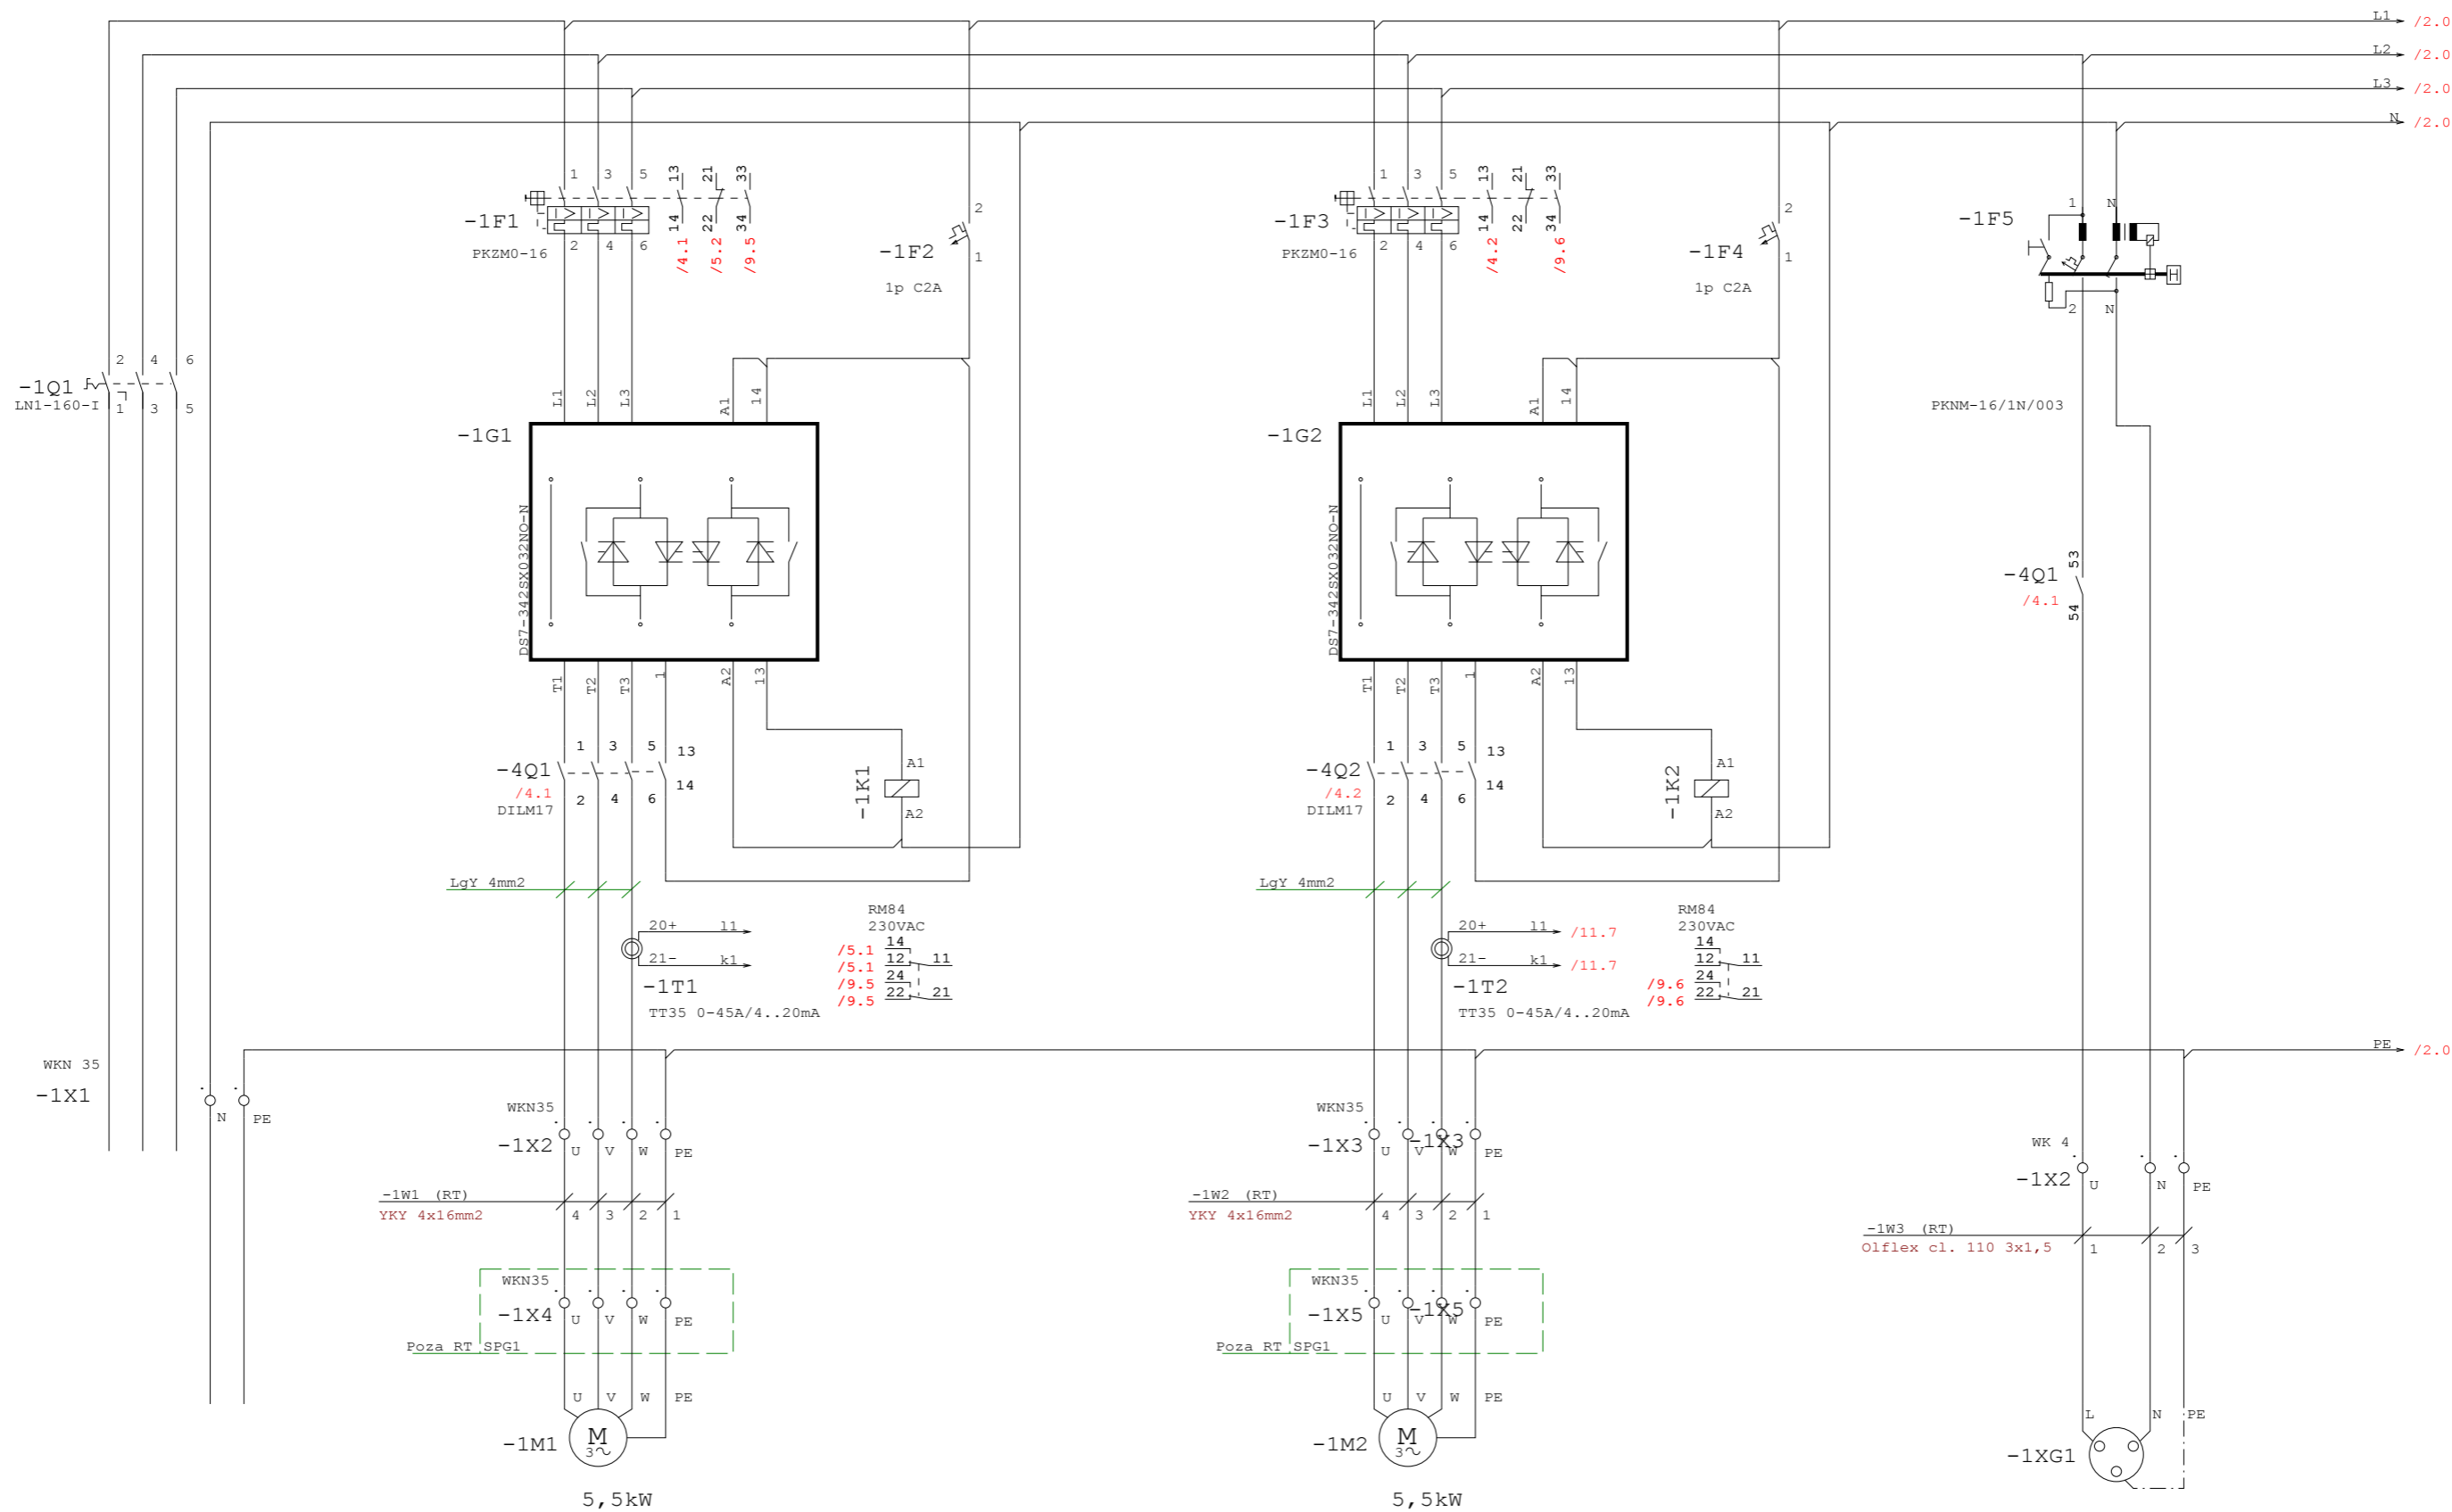 L1 /2.0
L2 /2.0
L3 /2.0
N /2.0
1 3 5 13 21 33
-1F1
PKZM0-16
2 4 6 14 22 34
/4.1 /5.2 /9.5
2
-1F2
1
1p C2A
1 3 5 13 21 33
-1F3
PKZM0-16
2 4 6 14 22 34
/4.2 /9.6
2
-1F4
1
1p C2A
1 N
-1F5
H
2 N
PKNM-16/1N/003
2 4 6
-1Q1
LN1-160-I
1 3 5
L1 L2 L3 A1 14
-1G1
DS7-342SX032NO-N
T1 T2 T3 1 A2 13
L1 L2 L3 A1 14
-1G2
DS7-342SX032NO-N
T1 T2 T3 1 A2 13
53
-4Q1
/4.1
54
1 3 5 13
-4Q1
/4.1
DILM17
2 4 6 14
-1K1
A1
A2
1 3 5 13
-4Q2
/4.2
DILM17
2 4 6 14
-1K2
A1
A2
LgY 4mm2
20+ l1
21- k1
-1T1
TT35 0-45A/4..20mA
RM84
230VAC
/5.1 14
/5.1 12 11
/9.5 24
/9.5 22 21
LgY 4mm2
20+ l1 /11.7
21- k1 /11.7
-1T2
TT35 0-45A/4..20mA
RM84
230VAC
14
12 11
/9.6 24
/9.6 22 21
PE /2.0
WKN 35
-1X1
N PE
WKN35
-1X2
U V W PE
WKN35
-1X3
-1X3
U V W PE
WK 4
-1X2
U N PE
-1W1 (RT)
YKY 4x16mm2
4 3 2 1
-1W2 (RT)
YKY 4x16mm2
4 3 2 1
-1W3 (RT)
Olflex cl. 110 3x1,5
1 2 3
WKN35
-1X4
U V W PE
Poza RT SPG1
WKN35
-1X5
-1X5
U V W PE
Poza RT SPG1
U V W PE
-1M1
M
3
5,5kW
U V W PE
-1M2
M
3
5,5kW
L N PE
-1XG1